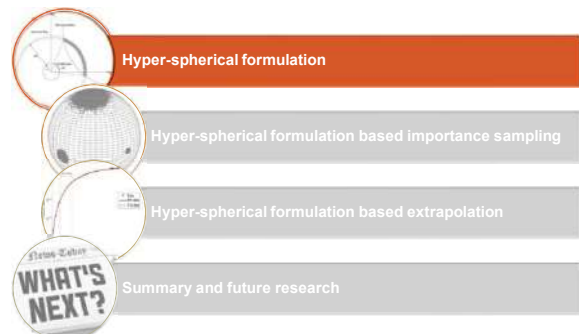 Hyper-spherical formulation
Hyper-spherical formulation based importance sampling
Hyper-spherical formulation based extrapolation
News Today
WHAT'S
NEXT?
Summary and future research